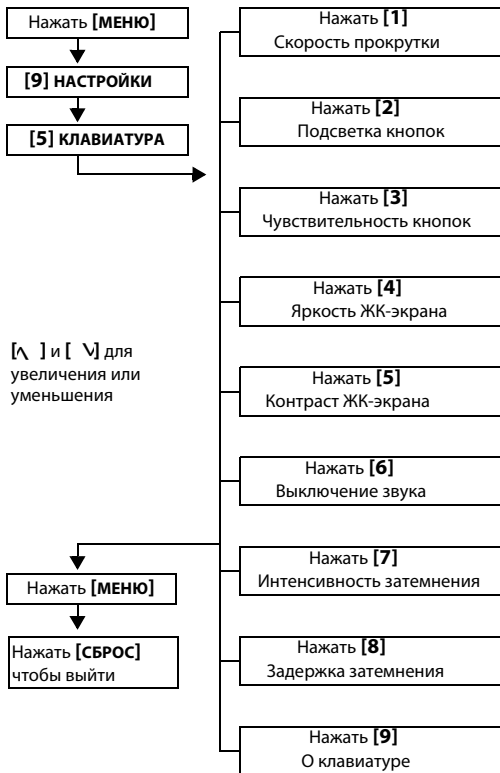 Нажать [МЕНЮ]
[9] НАСТРОЙКИ
[5] КЛАВИАТУРА
Нажать [1]
Скорость прокрутки
Нажать [2]
Подсветка кнопок
Нажать [3]
Чувствительность кнопок
Нажать [4]
Яркость ЖК-экрана
[∧ ] и [ ∨] для
увеличения или
уменьшения
Нажать [5]
Контраст ЖК-экрана
Нажать [6]
Выключение звука
Нажать [7]
Интенсивность затемнения
Нажать [8]
Задержка затемнения
Нажать [9]
О клавиатуре
Нажать [МЕНЮ]
Нажать [СБРОС]
чтобы выйти